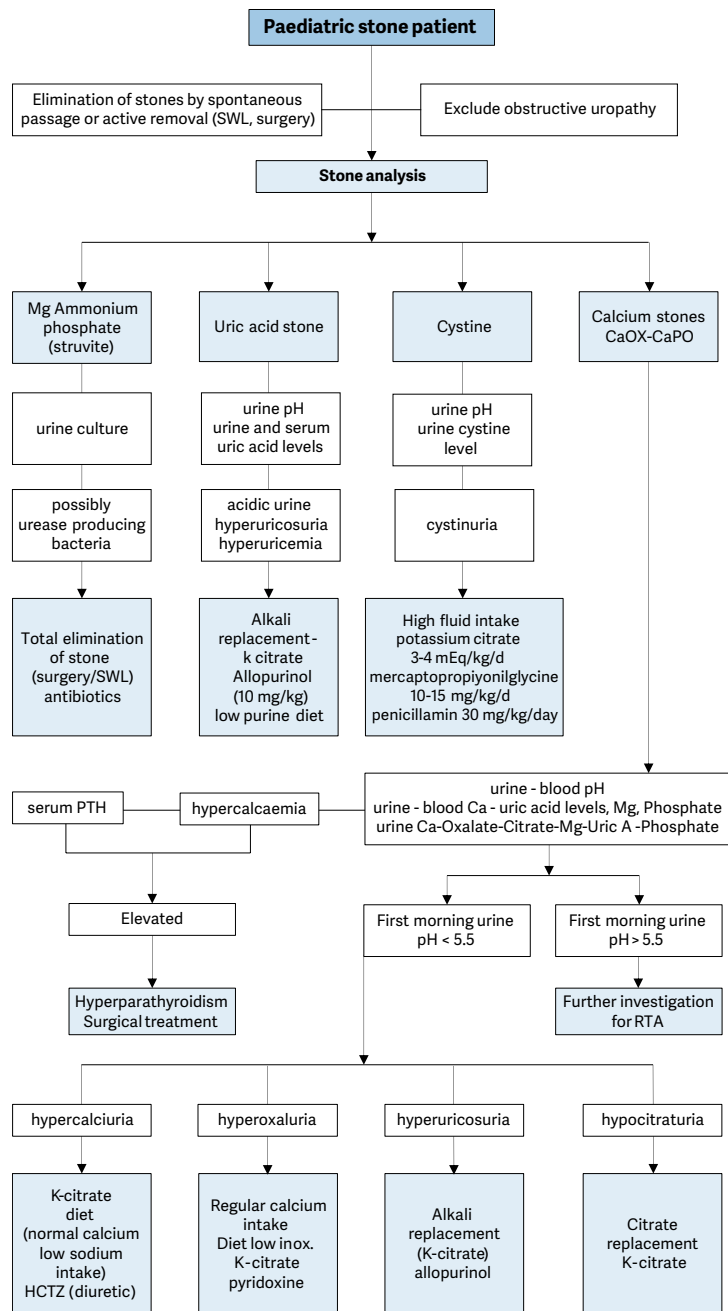 Paediatric stone patient
Elimination of stones by spontaneous
passage or active removal (SWL, surgery)
Exclude obstructive uropathy
Stone analysis
Mg Ammonium
phosphate
(struvite)
Uric acid stone
Cystine
Calcium stones
CaOX-CaPO
urine culture
urine pH
urine and serum
uric acid levels
urine pH
urine cystine
level
possibly
urease producing
bacteria
acidic urine
hyperuricosuria
hyperuricemia
cystinuria
Total elimination
of stone
(surgery/SWL)
antibiotics
Alkali
replacement-
k citrate
Allopurinol
(10 mg/kg)
low purine diet
High fluid intake
potassium citrate
3-4 mEq/kg/d
mercaptopropiyonilglycine
10-15 mg/kg/d
penicillamin 30 mg/kg/day
serum PTH
hypercalcaemia
urine - blood pH
urine - blood Ca - uric acid levels, Mg, Phosphate
urine Ca-Oxalate-Citrate-Mg-Uric A -Phosphate
Elevated
First morning urine
pH < 5.5
First morning urine
pH > 5.5
Hyperparathyroidism
Surgical treatment
Further investigation
for RTA
hypercalciuria
hyperoxaluria
hyperuricosuria
hypocitraturia
K-citrate
diet
(normal calcium
low sodium
intake)
HCTZ (diuretic)
Regular calcium
intake
Diet low inox.
K-citrate
pyridoxine
Alkali
replacement
(K-citrate)
allopurinol
Citrate
replacement
K-citrate